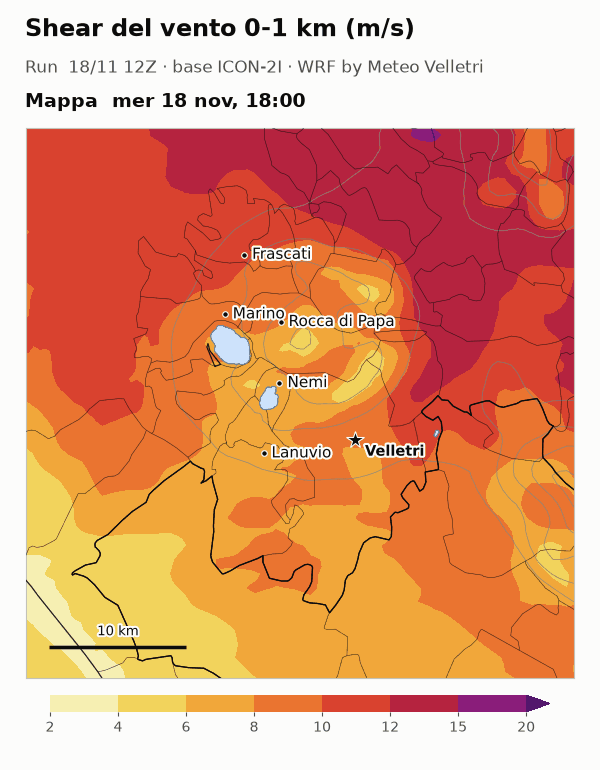 Shear del vento 0-1 km (m/s)
Run  18/11 12Z · base ICON-2I · WRF by Meteo Velletri
Mappa  mer 18 nov, 18:00
Frascati
Marino
Rocca di Papa
Nemi
Velletri
Lanuvio
10 km
2 4 6 8 10 12 15 20